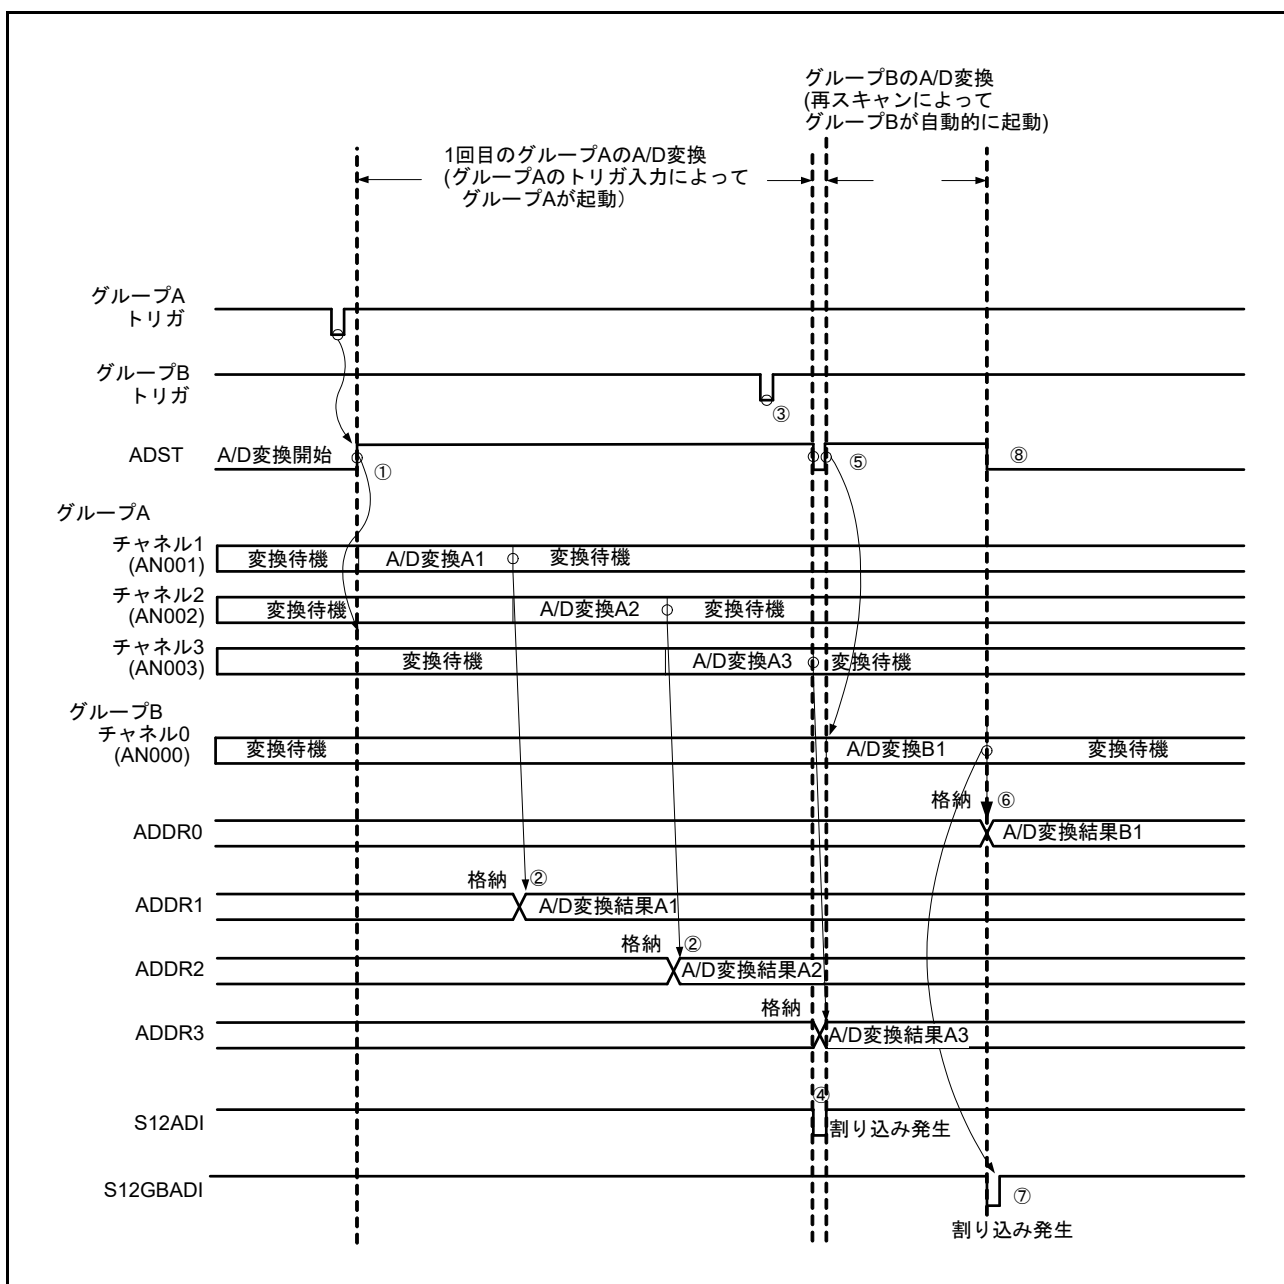 グループBのA/D変換
(再スキャンによって
グループBが自動的に起動)
1回目のグループAのA/D変換
(グループAのトリガ入力によって
グループAが起動）
グループA
トリガ
グループB
トリガ
③
ADST
A/D変換開始
①
⑤
⑧
グループA
チャネル1
(AN001)
変換待機
A/D変換A1
変換待機
チャネル2
(AN002)
変換待機
A/D変換A2
変換待機
チャネル3
(AN003)
変換待機
A/D変換A3
変換待機
グループB
チャネル0
(AN000)
変換待機
A/D変換B1
変換待機
格納 ⑥
ADDR0
A/D変換結果B1
格納 ②
ADDR1
A/D変換結果A1
格納 ②
ADDR2
A/D変換結果A2
格納
ADDR3
A/D変換結果A3
④
S12ADI
割り込み発生
S12GBADI
⑦
割り込み発生